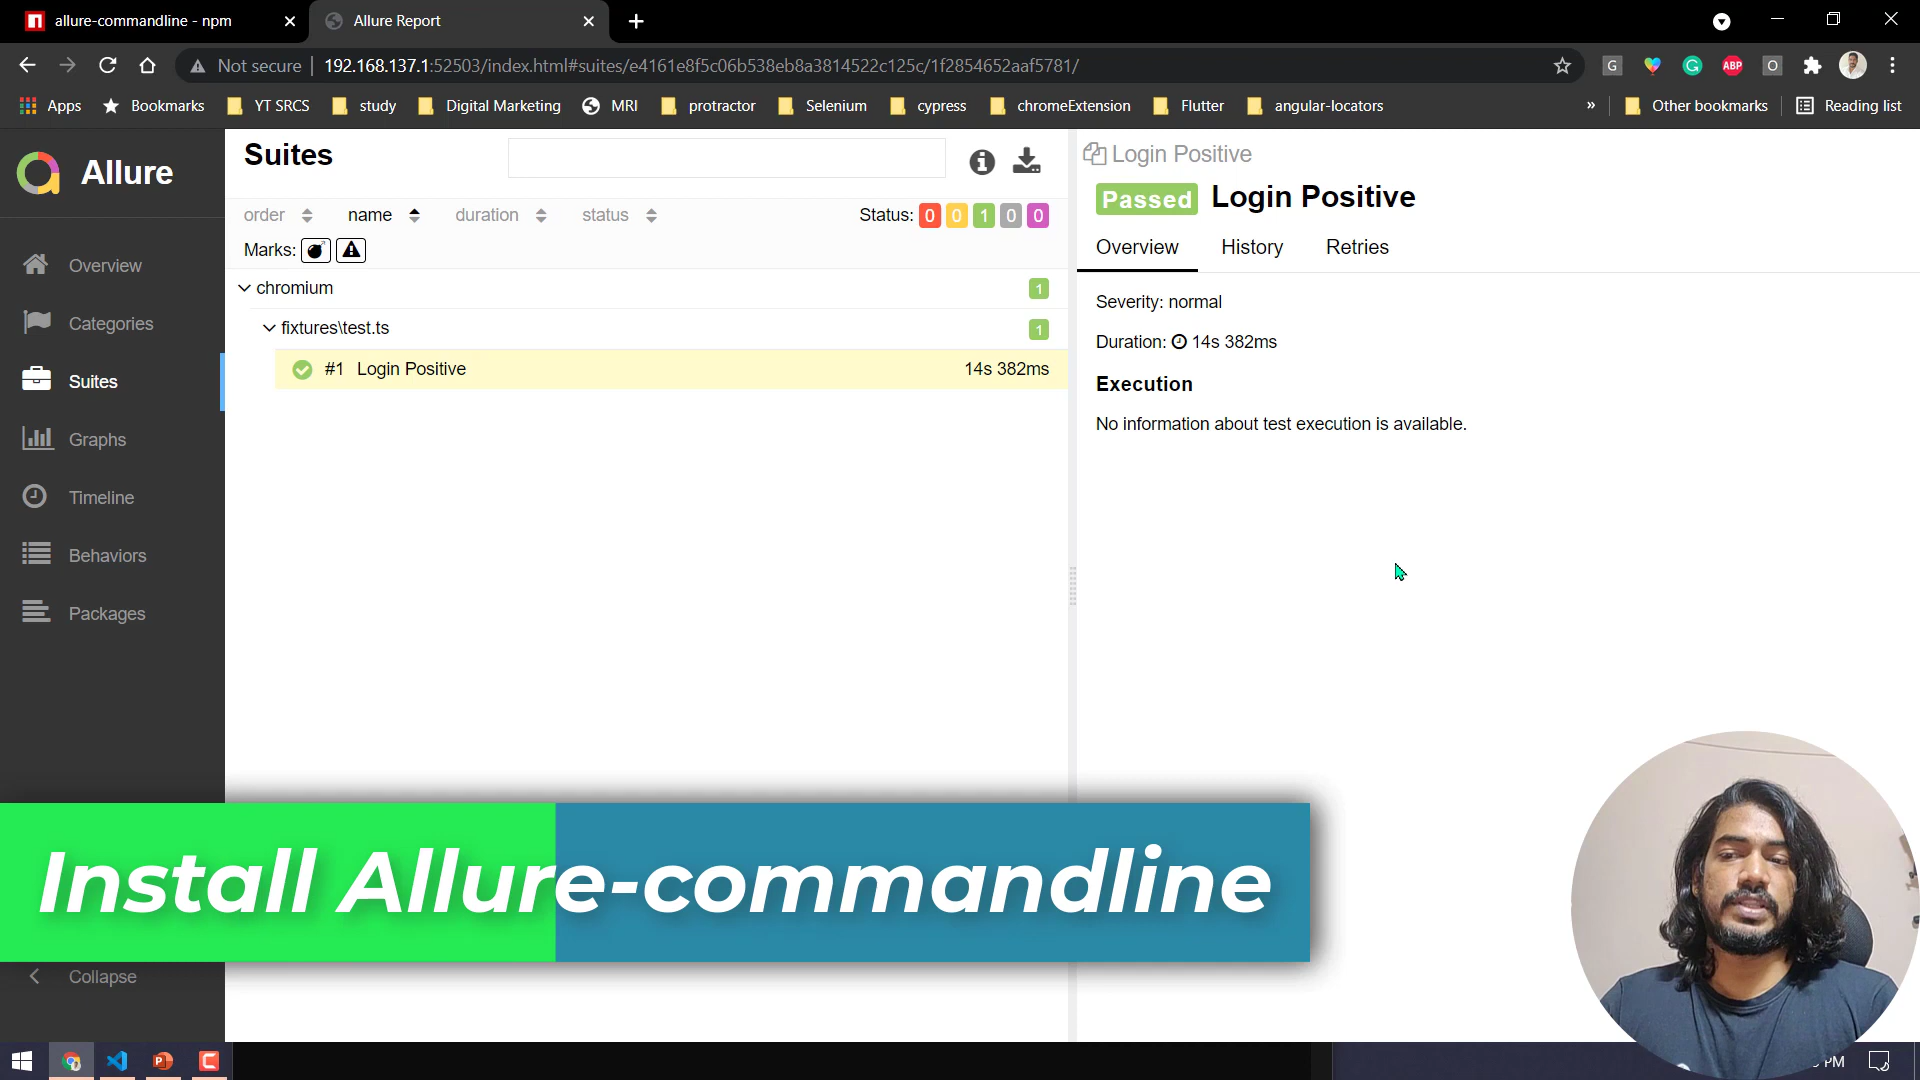 allure-commandline - npm
Allure Report
Not secure | 192.168.137.1:52503/index.html#suites/e4161e8f5c06b538eb8a3814522c125c/1f2854652aaf5781/
G ABP O
Apps Bookmarks YT SRCS study Digital Marketing MRI protractor Selenium cypress chromeExtension Flutter angular-locators » Other bookmarks Reading list
Allure
Overview
Categories
Suites
Graphs
Timeline
Behaviors
Packages
Collapse
Suites
order name duration status Status: 0 0 1 0 0
Marks:
chromium 1
fixtures\test.ts 1
#1 Login Positive 14s 382ms
Login Positive
Passed Login Positive
Overview History Retries
Severity: normal
Duration: 14s 382ms
Execution
No information about test execution is available.
Install Allure-commandline
PM